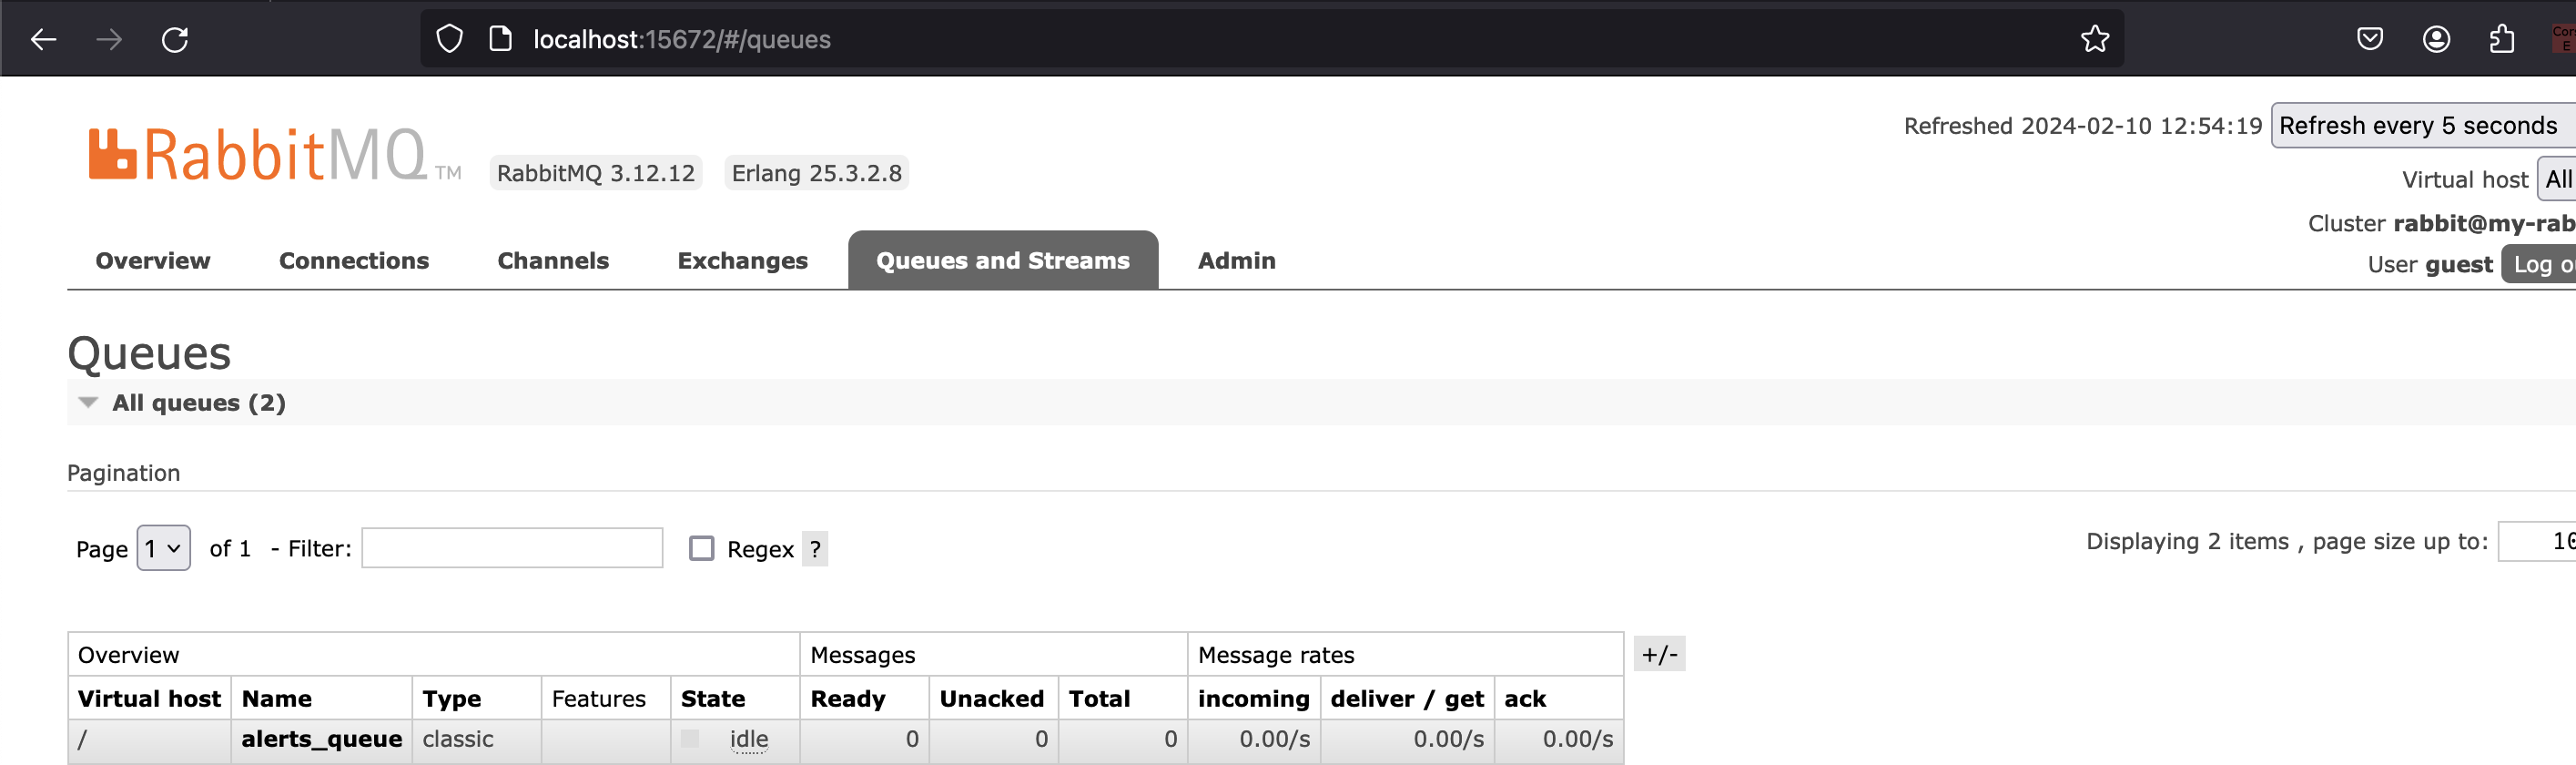 localhost:15672/#/queues
Cors
E
RabbitMQ TM
RabbitMQ 3.12.12 Erlang 25.3.2.8
Refreshed 2024-02-10 12:54:19 Refresh every 5 seconds
Virtual host All
Cluster rabbit@my-rab
User guest Log o
Overview Connections Channels Exchanges Queues and Streams Admin
Queues
All queues (2)
Pagination
Page 1 of 1 - Filter: Regex ?
Displaying 2 items , page size up to: 10
Overview Messages Message rates +/-
Virtual host Name Type Features State Ready Unacked Total incoming deliver / get ack
/ alerts_queue classic idle 0 0 0 0.00/s 0.00/s 0.00/s